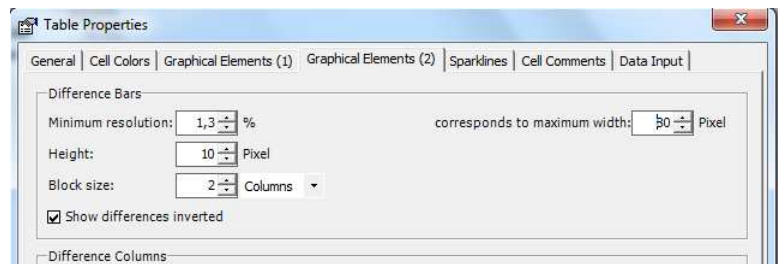 Table Properties
General Cell Colors Graphical Elements (1) Graphical Elements (2) Sparklines Cell Comments Data Input
Difference Bars
Minimum resolution: 1,3 % corresponds to maximum width: 80 Pixel
Height: 10 Pixel
Block size: 2 Columns
Show differences inverted
Difference Columns